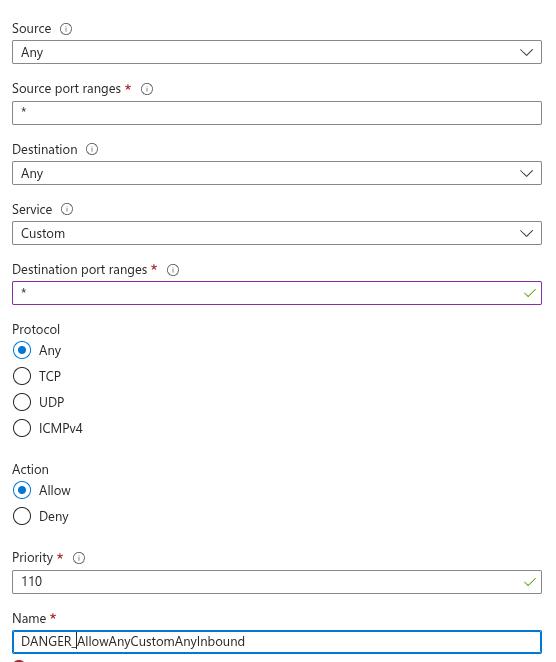 Source
Any
Source port ranges *
*
Destination
Any
Service
Custom
Destination port ranges *
*
Protocol
Any
TCP
UDP
ICMPv4
Action
Allow
Deny
Priority *
110
Name *
DANGER_AllowAnyCustomAnyInbound